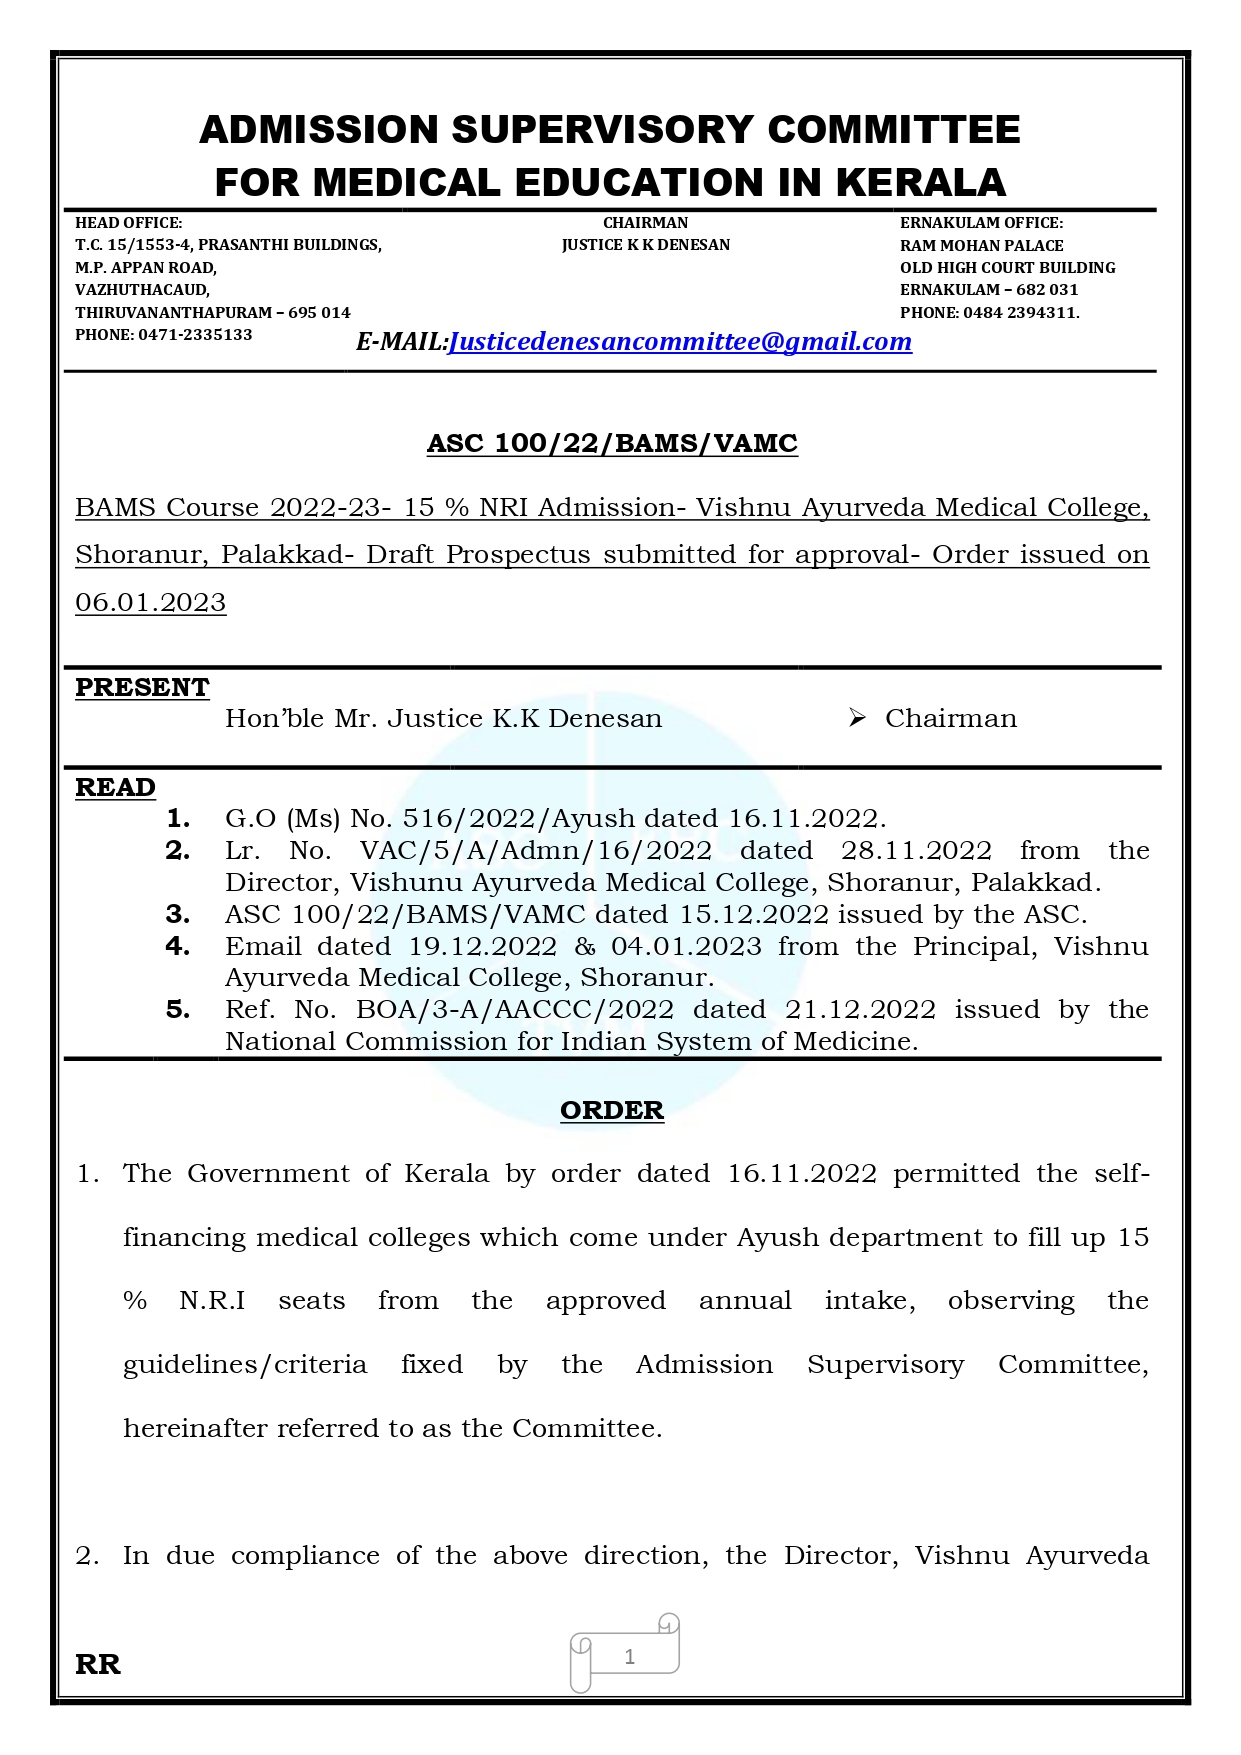 ADMISSION SUPERVISORY COMMITTEE
FOR MEDICAL EDUCATION IN KERALA
HEAD OFFICE:
T.C. 15/1553-4, PRASANTHI BUILDINGS,
M.P. APPAN ROAD,
VAZHUTHACAUD,
THIRUVANANTHAPURAM – 695 014
PHONE: 0471-2335133
CHAIRMAN
JUSTICE K K DENESAN
ERNAKULAM OFFICE:
RAM MOHAN PALACE
OLD HIGH COURT BUILDING
ERNAKULAM – 682 031
PHONE: 0484 2394311.
E-MAIL:Justicedenesancommittee@gmail.com
ASC 100/22/BAMS/VAMC
BAMS Course 2022-23- 15 % NRI Admission- Vishnu Ayurveda Medical College,
Shoranur, Palakkad- Draft Prospectus submitted for approval- Order issued on
06.01.2023
PRESENT
Hon’ble Mr. Justice K.K Denesan ➢ Chairman
READ
1. G.O (Ms) No. 516/2022/Ayush dated 16.11.2022.
2. Lr. No. VAC/5/A/Admn/16/2022 dated 28.11.2022 from the
Director, Vishunu Ayurveda Medical College, Shoranur, Palakkad.
3. ASC 100/22/BAMS/VAMC dated 15.12.2022 issued by the ASC.
4. Email dated 19.12.2022 & 04.01.2023 from the Principal, Vishnu
Ayurveda Medical College, Shoranur.
5. Ref. No. BOA/3-A/AACCC/2022 dated 21.12.2022 issued by the
National Commission for Indian System of Medicine.
ORDER
1. The Government of Kerala by order dated 16.11.2022 permitted the self-
financing medical colleges which come under Ayush department to fill up 15
% N.R.I seats from the approved annual intake, observing the
guidelines/criteria fixed by the Admission Supervisory Committee,
hereinafter referred to as the Committee.
2. In due compliance of the above direction, the Director, Vishnu Ayurveda
RR
1